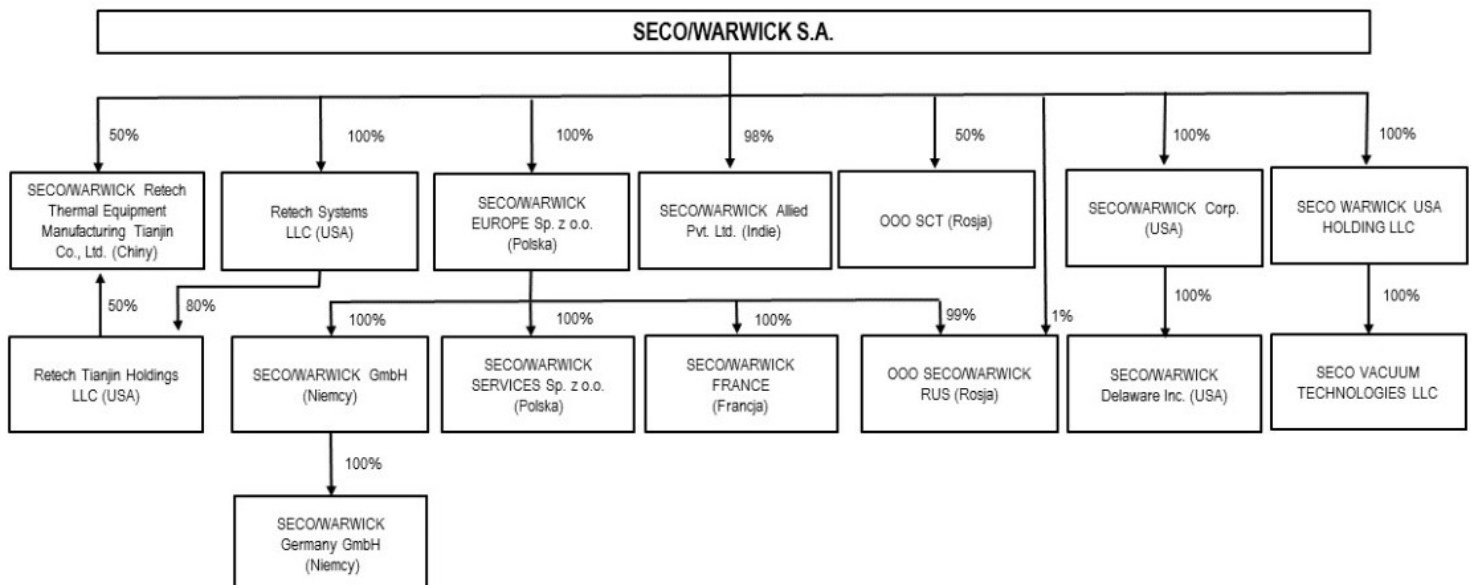 SECO/WARWICK S.A.
50%
100%
100%
98%
50%
100%
100%
SECO/WARWICK Retech
Thermal Equipment
Manufacturing Tianjin
Co., Ltd. (Chiny)
Retech Systems
LLC (USA)
SECO/WARWICK
EUROPE Sp. z o.o.
(Polska)
SECO/WARWICK Allied
Pvt. Ltd. (Indie)
OOO SCT (Rosja)
SECO/WARWICK Corp.
(USA)
SECO WARWICK USA
HOLDING LLC
50%
80%
100%
100%
100%
99%
1%
100%
100%
Retech Tianjin Holdings
LLC (USA)
SECO/WARWICK GmbH
(Niemcy)
SECO/WARWICK
SERVICES Sp. z o.o.
(Polska)
SECO/WARWICK
FRANCE
(Francja)
OOO SECO/WARWICK
RUS (Rosja)
SECO/WARWICK
Delaware Inc. (USA)
SECO VACUUM
TECHNOLOGIES LLC
100%
SECO/WARWICK
Germany GmbH
(Niemcy)